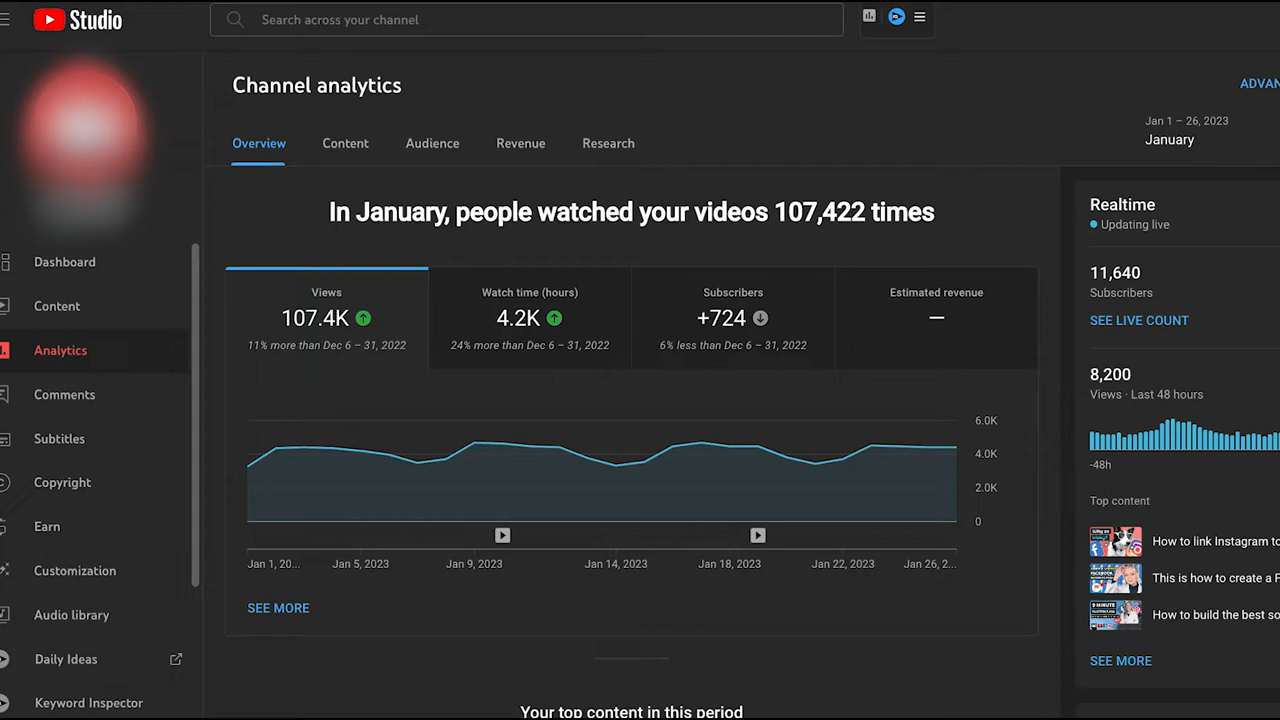 Studio
Search across your channel
Channel analytics
ADVAN
Jan 1 – 26, 2023
January
Overview
Content
Audience
Revenue
Research
In January, people watched your videos 107,422 times
Views
107.4K
11% more than Dec 6 – 31, 2022
Watch time (hours)
4.2K
24% more than Dec 6 – 31, 2022
Subscribers
+724
6% less than Dec 6 – 31, 2022
Estimated revenue
—
6.0K
4.0K
2.0K
0
Jan 1, 20...
Jan 5, 2023
Jan 9, 2023
Jan 14, 2023
Jan 18, 2023
Jan 22, 2023
Jan 26, 2...
SEE MORE
Your top content in this period
Dashboard
Content
Analytics
Comments
Subtitles
Copyright
Earn
Customization
Audio library
Daily Ideas
Keyword Inspector
Realtime
Updating live
11,640
Subscribers
SEE LIVE COUNT
8,200
Views · Last 48 hours
-48h
Top content
How to link Instagram to
This is how to create a F
How to build the best so
SEE MORE